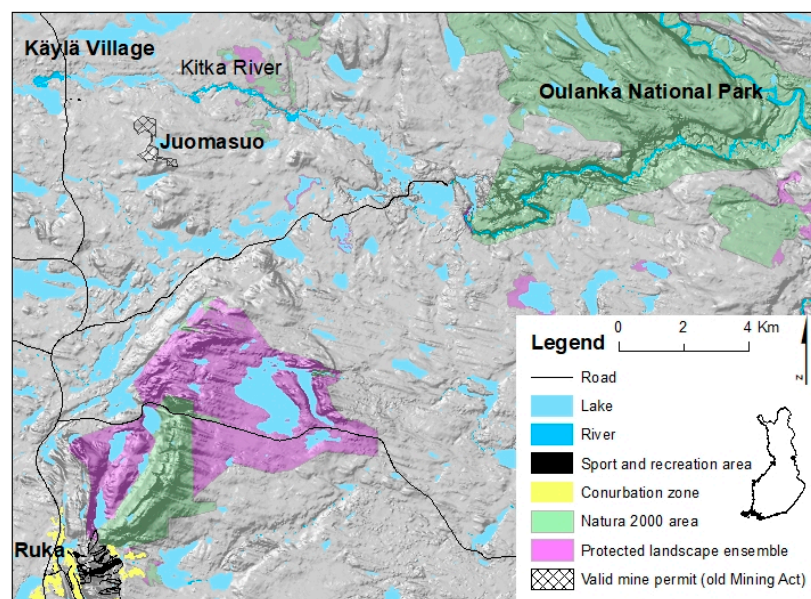 Käylä Village
Kitka River
Oulanka National Park
Juomasuo
Ruka
Legend
0 2 4 Km
N
Road
Lake
River
Sport and recreation area
Conurbation zone
Natura 2000 area
Protected landscape ensemble
Valid mine permit (old Mining Act)